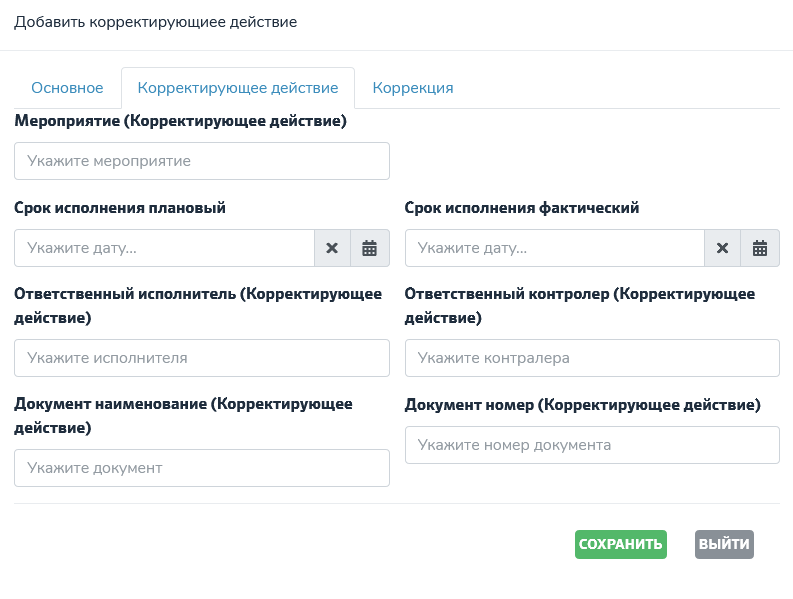 Добавить корректирующиее действие
Основное Корректирующее действие Коррекция
Мероприятие (Корректирующее действие)
Укажите мероприятие
Срок исполнения плановый Срок исполнения фактический
Укажите дату... Укажите дату...
Ответственный исполнитель (Корректирующее
действие)
Ответственный контролер (Корректирующее
действие)
Укажите исполнителя Укажите контралера
Документ наименование (Корректирующее
действие)
Документ номер (Корректирующее действие)
Укажите документ Укажите номер документа
СОХРАНИТЬ ВЫЙТИ